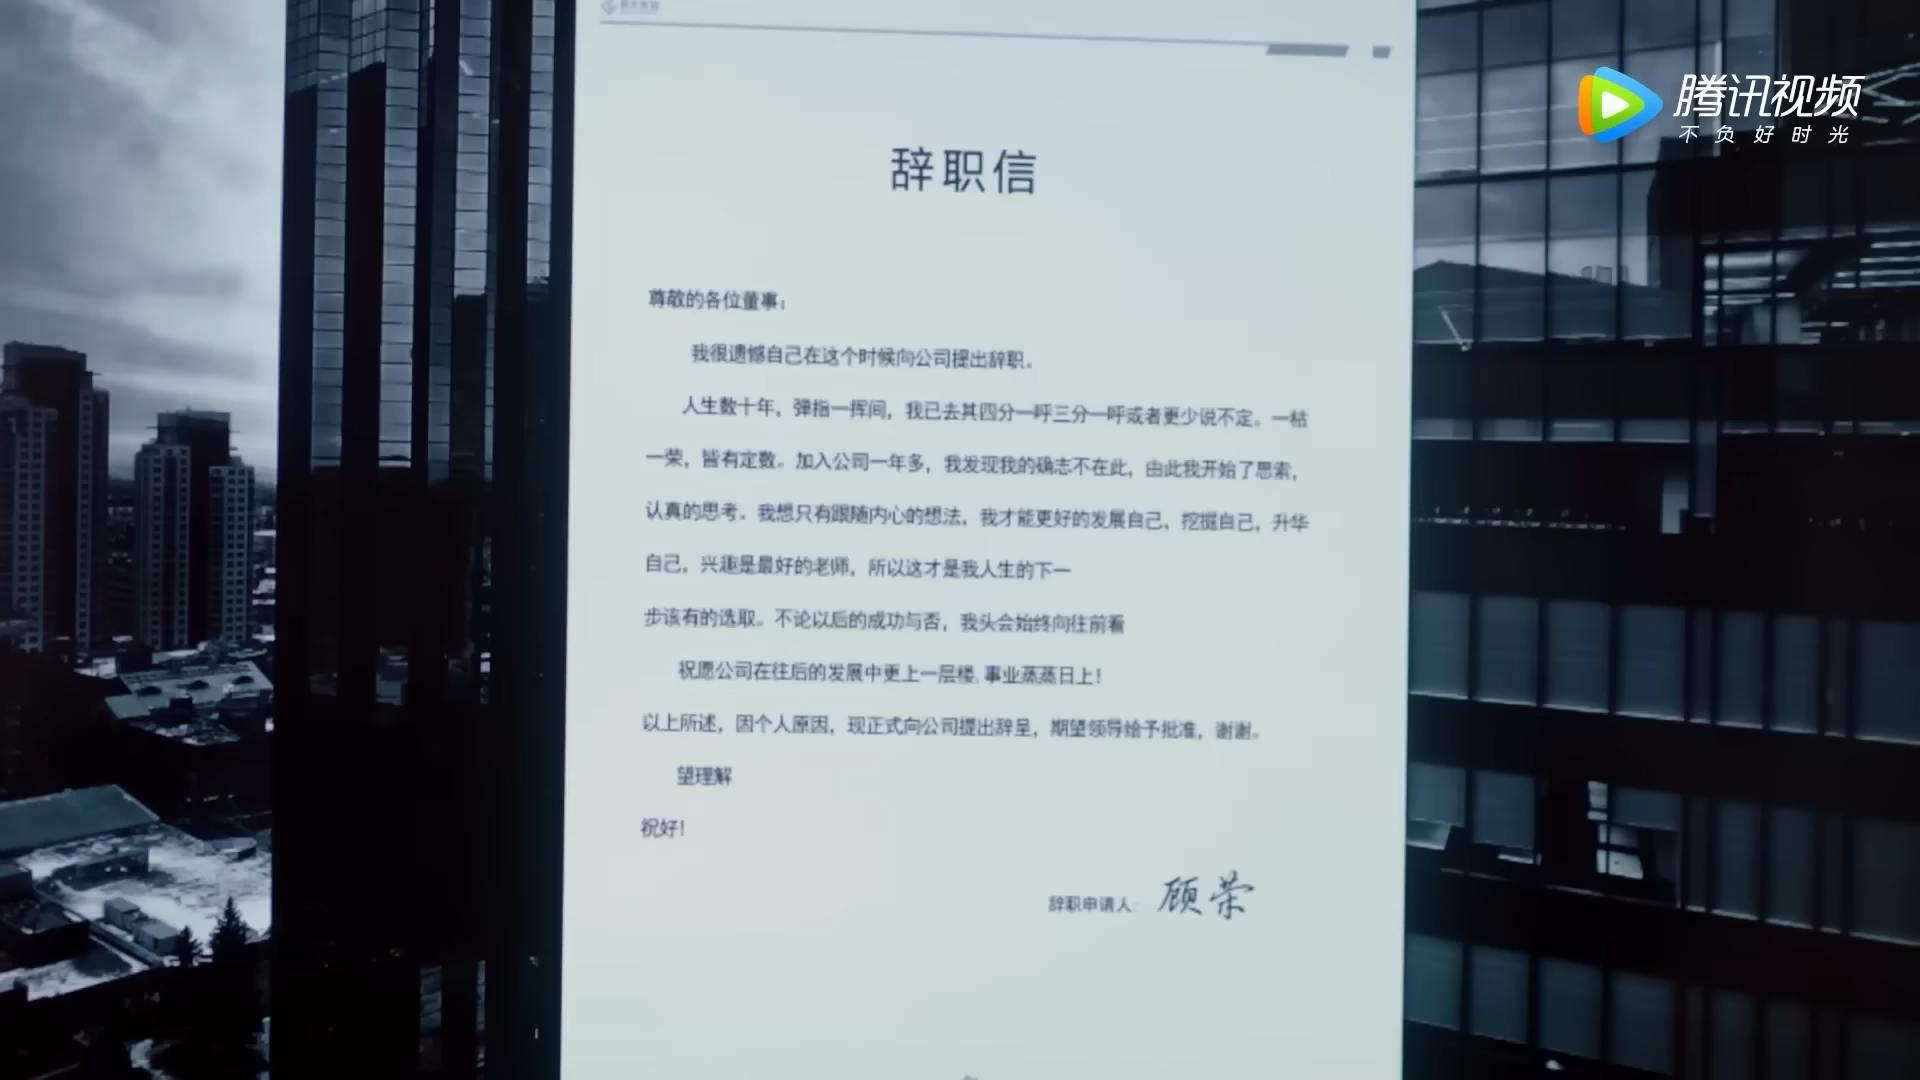 腾讯视频
不负好时光
辞职信
尊敬的各位董事：
我很遗憾自己在这个时候向公司提出辞职。
人生数十年，弹指一挥间，我已去其四分一呼三分一呼或者更少说不定。一枯
一荣，皆有定数。加入公司一年多，我发现我的确志不在此，由此我开始了思索，
认真的思考。我想只有跟随内心的想法，我才能更好的发展自己，挖掘自己，升华
自己，兴趣是最好的老师，所以这才是我人生的下一
步该有的选取。不论以后的成功与否，我头会始终向往前看
祝愿公司在往后的发展中更上一层楼,事业蒸蒸日上！
以上所述，因个人原因，现正式向公司提出辞呈，期望领导给予批准，谢谢。
望理解
祝好！
辞职申请人： 顾荣